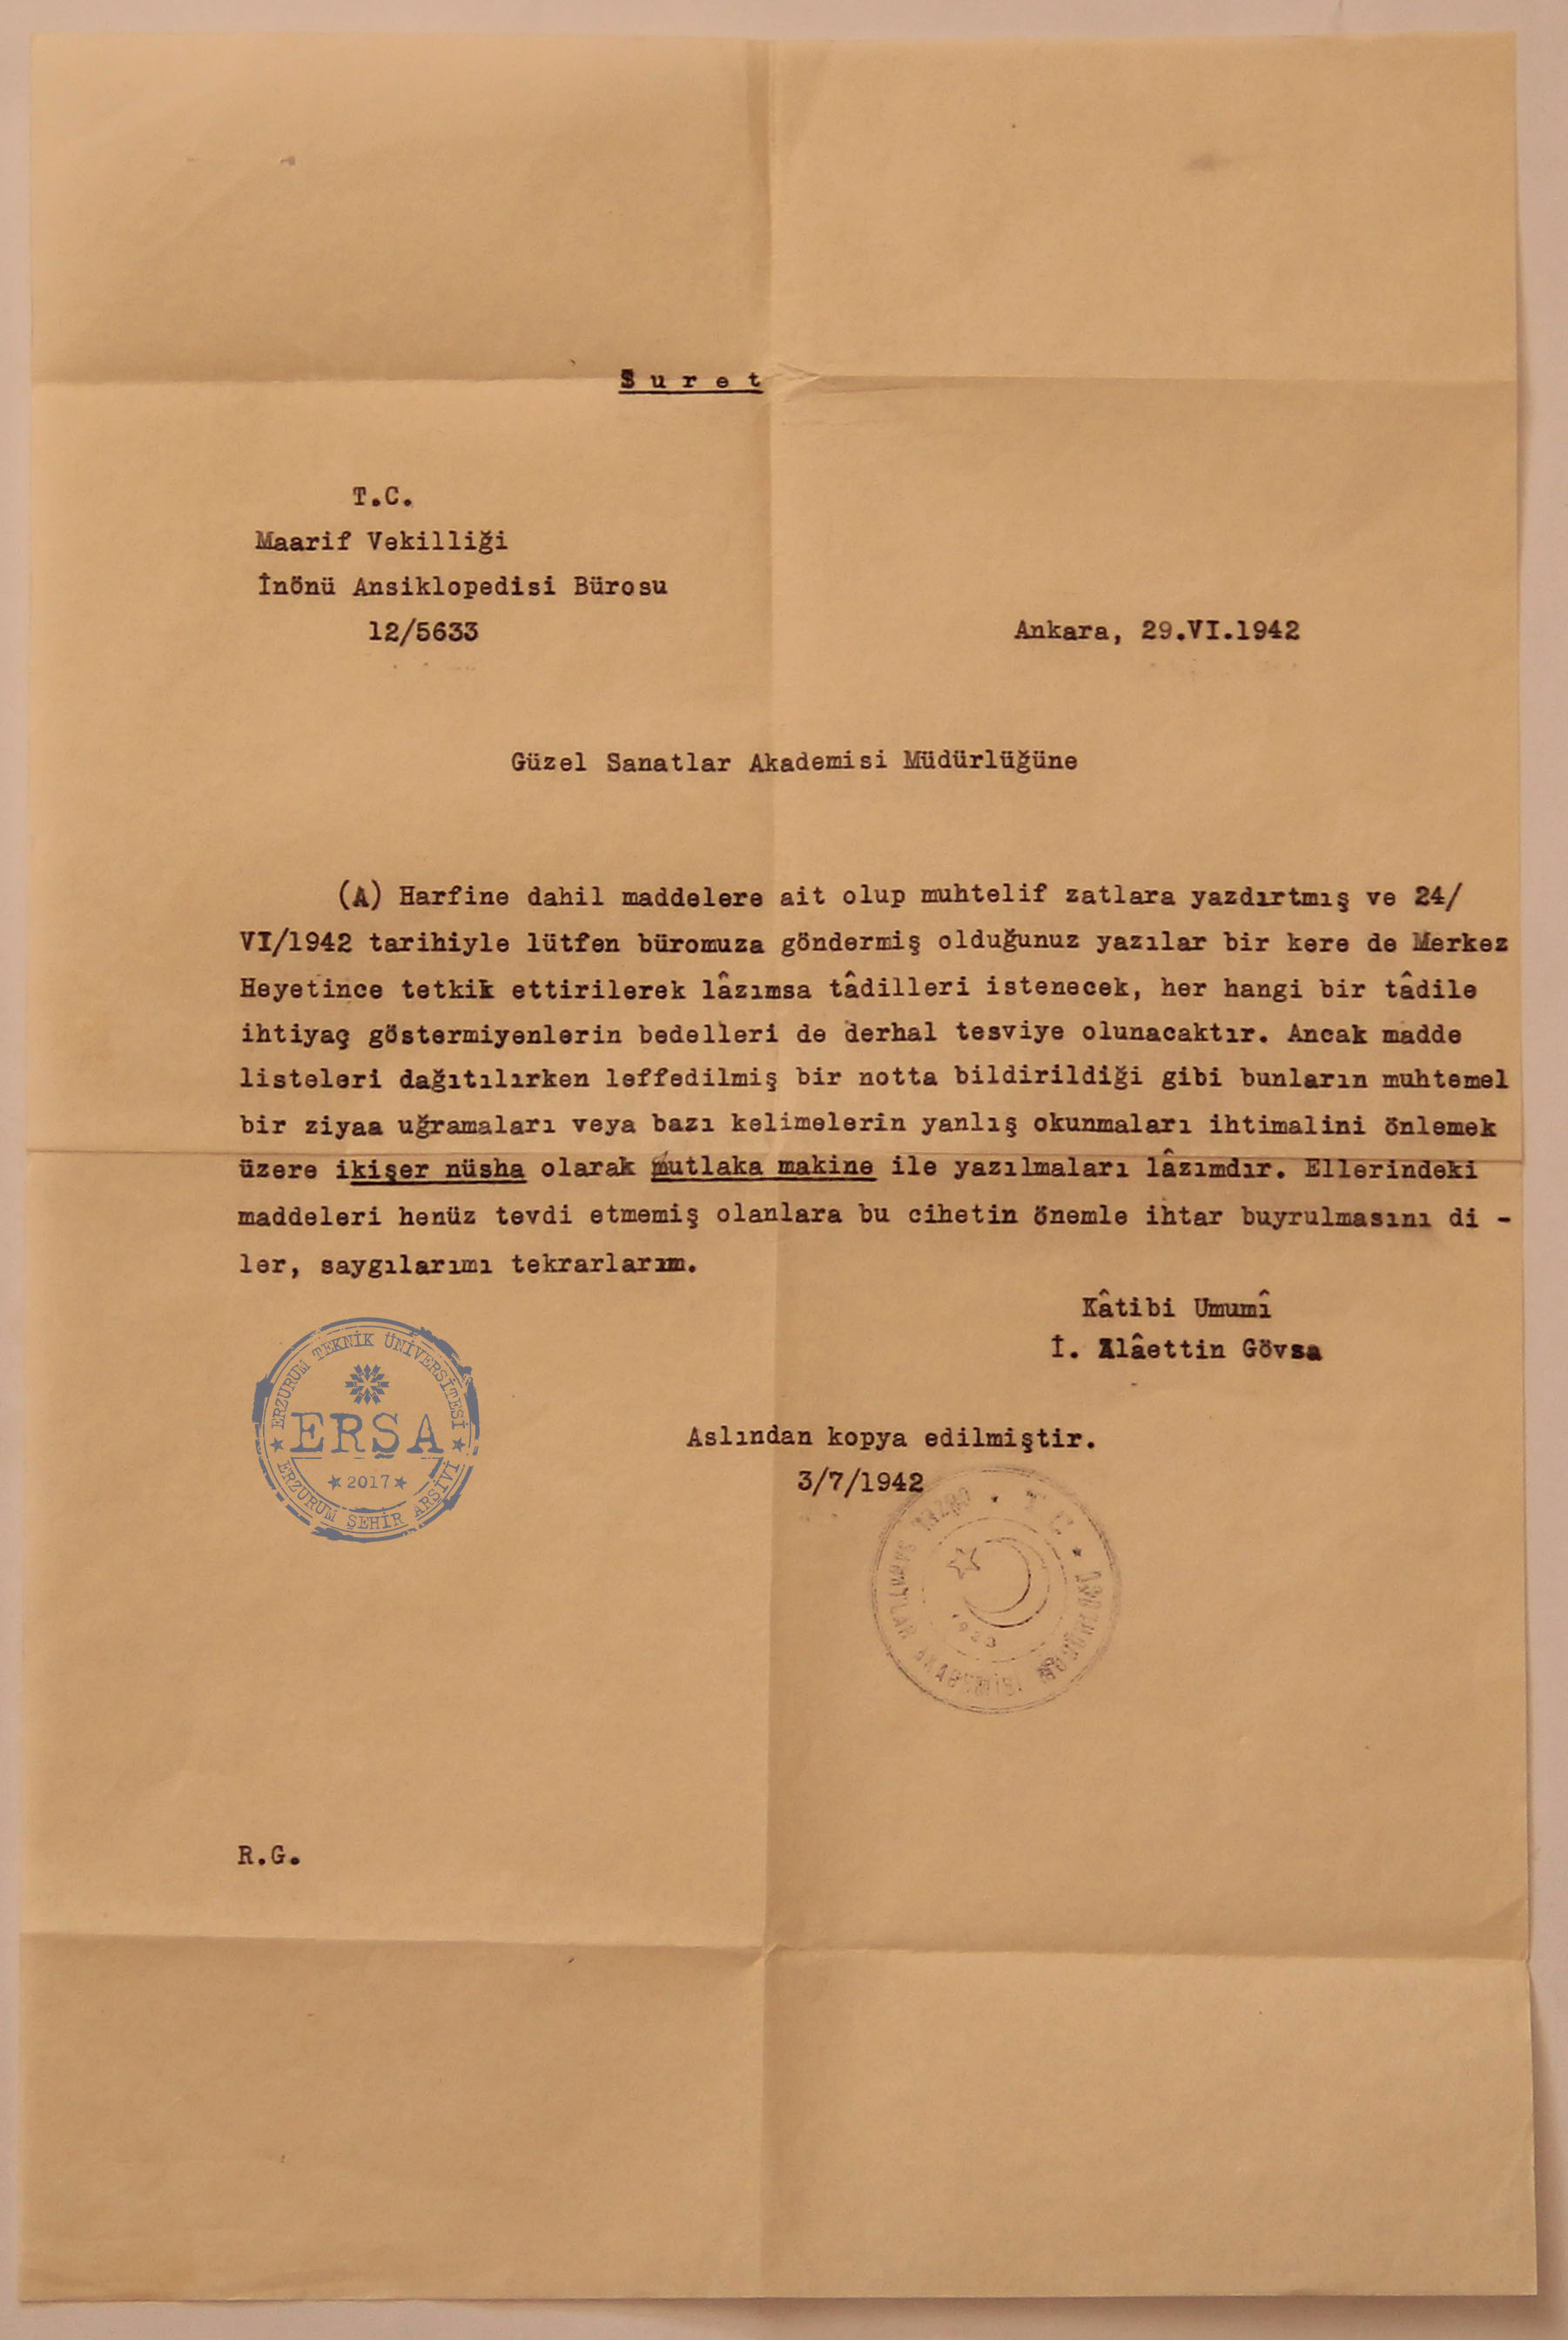 Suret
T.C.
Maarif Vekilliği
İnönü Ansiklopedisi Bürosu
12/5633
Ankara, 29.VI.1942
Güzel Sanatlar Akademisi Müdürlüğüne
(A) Harfine dahil maddelere ait olup muhtelif zatlara yazdırtmış ve 24/
VI/1942 tarihiyle lütfen büromuza göndermiş olduğunuz yazılar bir kere de Merkez
Heyetince tetkik ettirilerek lâzımsa tâdilleri istenecek, her hangi bir tâdile
ihtiyaç göstermiyenlerin bedelleri de derhal tesviye olunacaktır. Ancak madde
listeleri dağıtılırken leffedilmiş bir notta bildirildiği gibi bunların muhtemel
bir ziyaa uğramaları veya bazı kelimelerin yanlış okunmaları ihtimalini önlemek
üzere ikişer nüsha olarak mutlaka makine ile yazılmaları lâzımdır. Ellerindeki
maddeleri henüz tevdi etmemiş olanlara bu cihetin önemle ihtar buyrulmasını di -
ler, saygılarımı tekrarlarım.
Kâtibi Umumî
İ. Alâettin Gövsa
ERZURUM TEKNİK ÜNİVERSİTESİ
ERŞA
2017
ERZURUM ŞEHİR ARŞİVİ
Aslından kopya edilmiştir.
3/7/1942
T.C.
GÜZEL SANATLAR AKADEMİSİ MÜDÜRLÜĞÜ
R.G.